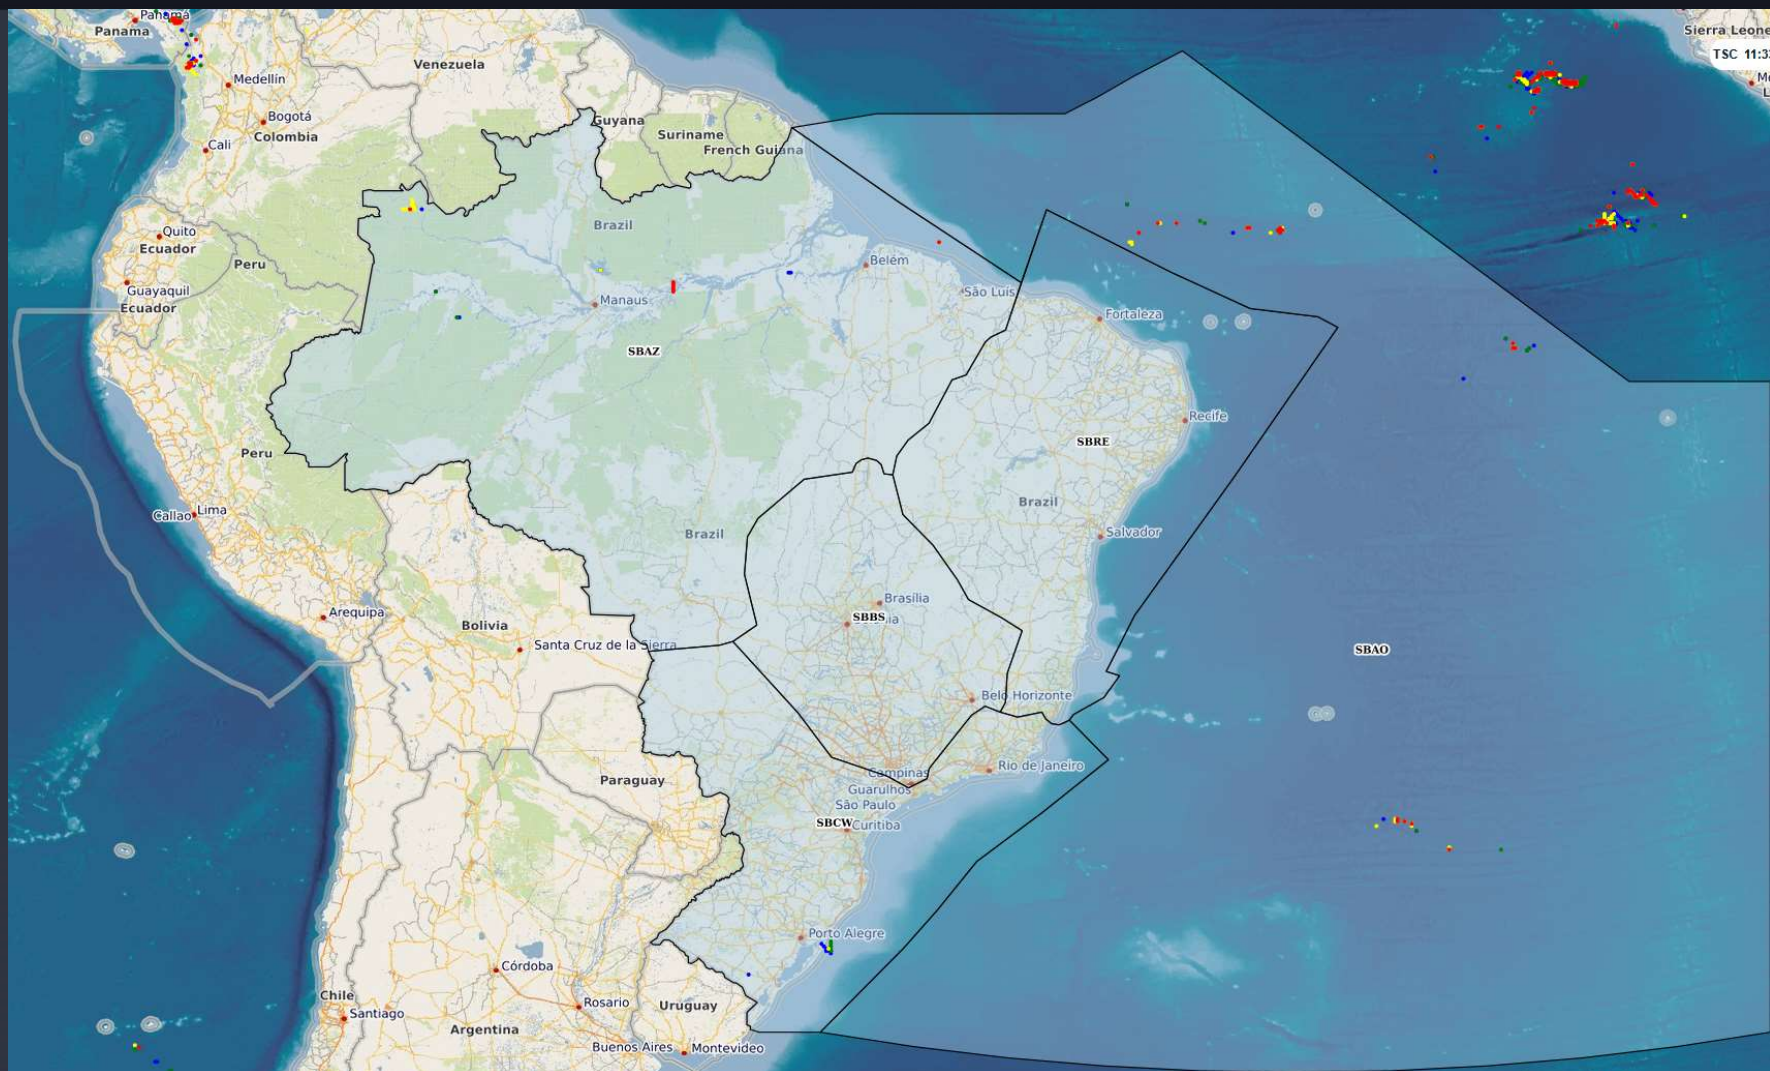 Panamá
Panama
Sierra Leone
TSC 11:3
Venezuela
Medellín
Bogotá
Colombia
Guyana
Suriname
French Guiana
Cali
Quito
Ecuador
Brazil
Peru
Belém
Guayaquil
Ecuador
Manaus
São Luís
Fortaleza
SBAZ
Recife
SBRE
Peru
Brazil
Callao
Lima
Brazil
Salvador
Brasília
Arequipa
SBBS
Bolivia
Santa Cruz de la Sierra
SBAO
Belo Horizonte
Rio de Janeiro
Campinas
Paraguay
Guarulhos
São Paulo
SBCW
Curitiba
Porto Alegre
Córdoba
Chile
Santiago
Rosario
Uruguay
Argentina
Buenos Aires
Montevideo